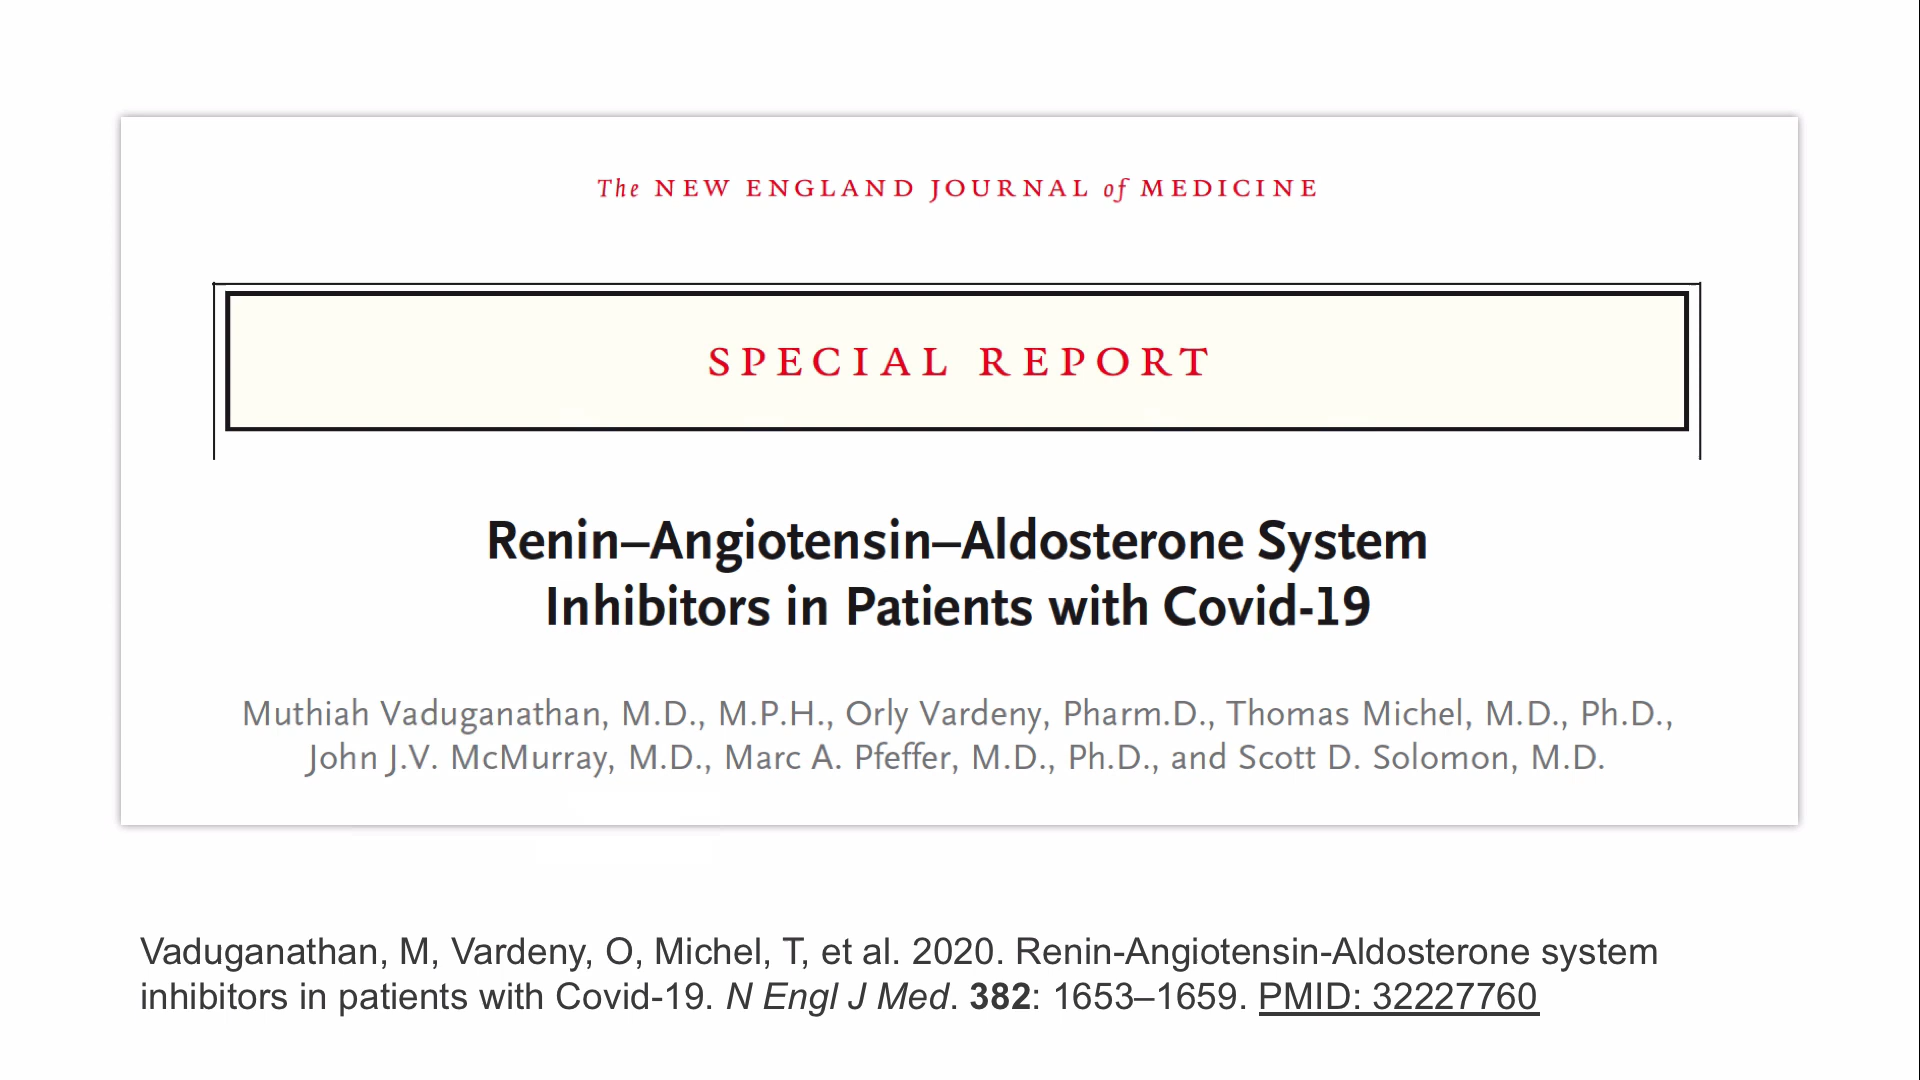 The NEW ENGLAND JOURNAL of MEDICINE
SPECIAL REPORT
Renin–Angiotensin–Aldosterone System
Inhibitors in Patients with Covid-19
Muthiah Vaduganathan, M.D., M.P.H., Orly Vardeny, Pharm.D., Thomas Michel, M.D., Ph.D.,
John J.V. McMurray, M.D., Marc A. Pfeffer, M.D., Ph.D., and Scott D. Solomon, M.D.
Vaduganathan, M, Vardeny, O, Michel, T, et al. 2020. Renin-Angiotensin-Aldosterone system
inhibitors in patients with Covid-19. N Engl J Med. 382: 1653–1659. PMID: 32227760